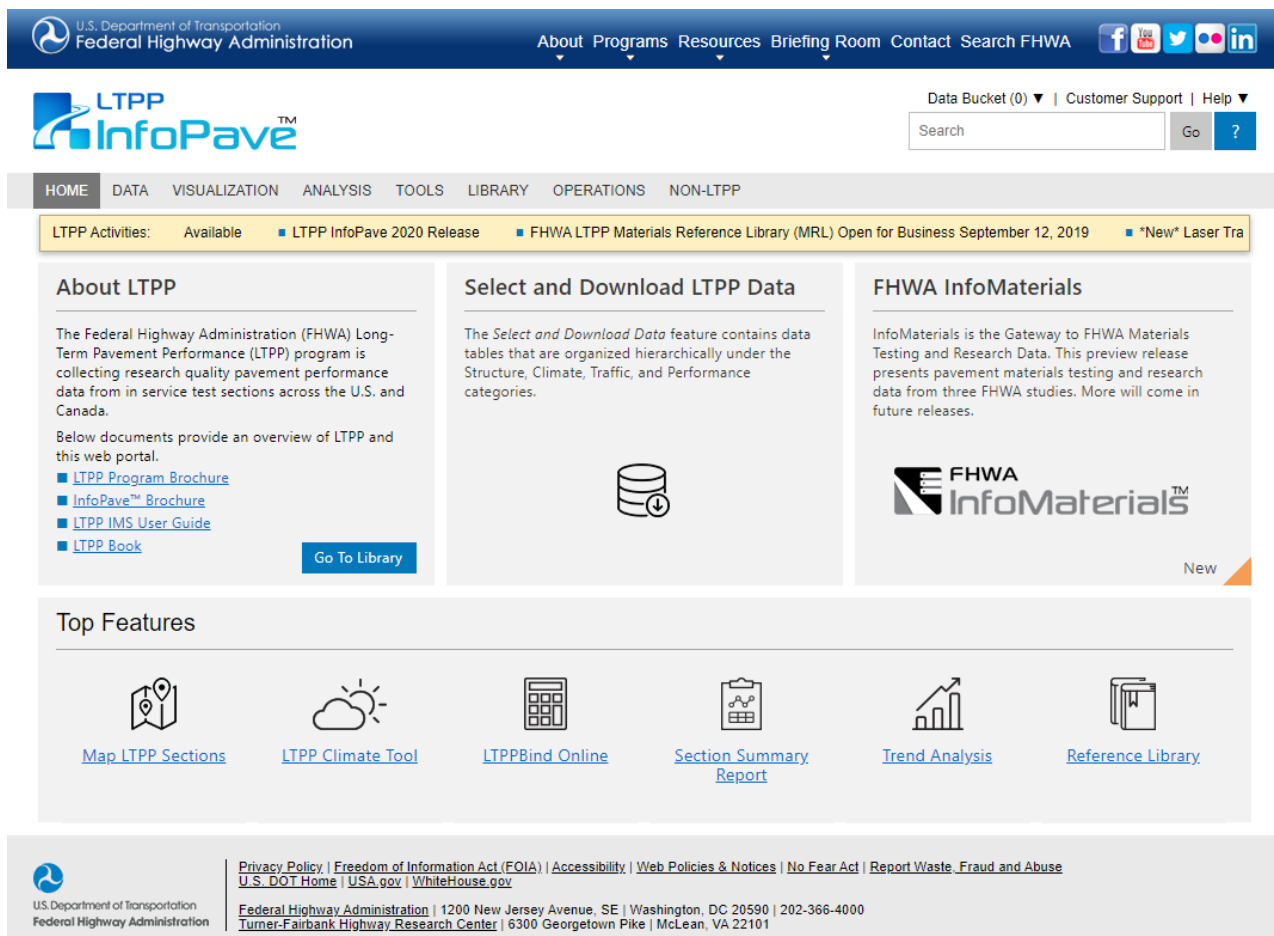 U.S. Department of Transportation
Federal Highway Administration
About Programs Resources Briefing Room Contact Search FHWA
You Tube
in
Data Bucket (0) ▼ | Customer Support | Help ▼
LTPP
InfoPave™
Search Go ?
HOME DATA VISUALIZATION ANALYSIS TOOLS LIBRARY OPERATIONS NON-LTPP
LTPP Activities: Available ■ LTPP InfoPave 2020 Release ■ FHWA LTPP Materials Reference Library (MRL) Open for Business September 12, 2019 ■ *New* Laser Tra
About LTPP
The Federal Highway Administration (FHWA) Long-
Term Pavement Performance (LTPP) program is
collecting research quality pavement performance
data from in service test sections across the U.S. and
Canada.
Below documents provide an overview of LTPP and
this web portal.
■ LTPP Program Brochure
■ InfoPave™ Brochure
■ LTPP IMS User Guide
■ LTPP Book
Go To Library
Select and Download LTPP Data
The Select and Download Data feature contains data
tables that are organized hierarchically under the
Structure, Climate, Traffic, and Performance
categories.
FHWA InfoMaterials
InfoMaterials is the Gateway to FHWA Materials
Testing and Research Data. This preview release
presents pavement materials testing and research
data from three FHWA studies. More will come in
future releases.
FHWA
InfoMaterials™
New
Top Features
Map LTPP Sections
LTPP Climate Tool
LTPPBind Online
Section Summary
Report
Trend Analysis
Reference Library
U.S. Department of Transportation
Federal Highway Administration
Privacy Policy | Freedom of Information Act (FOIA) | Accessibility | Web Policies & Notices | No Fear Act | Report Waste, Fraud and Abuse
U.S. DOT Home | USA.gov | WhiteHouse.gov
Federal Highway Administration | 1200 New Jersey Avenue, SE | Washington, DC 20590 | 202-366-4000
Turner-Fairbank Highway Research Center | 6300 Georgetown Pike | McLean, VA 22101